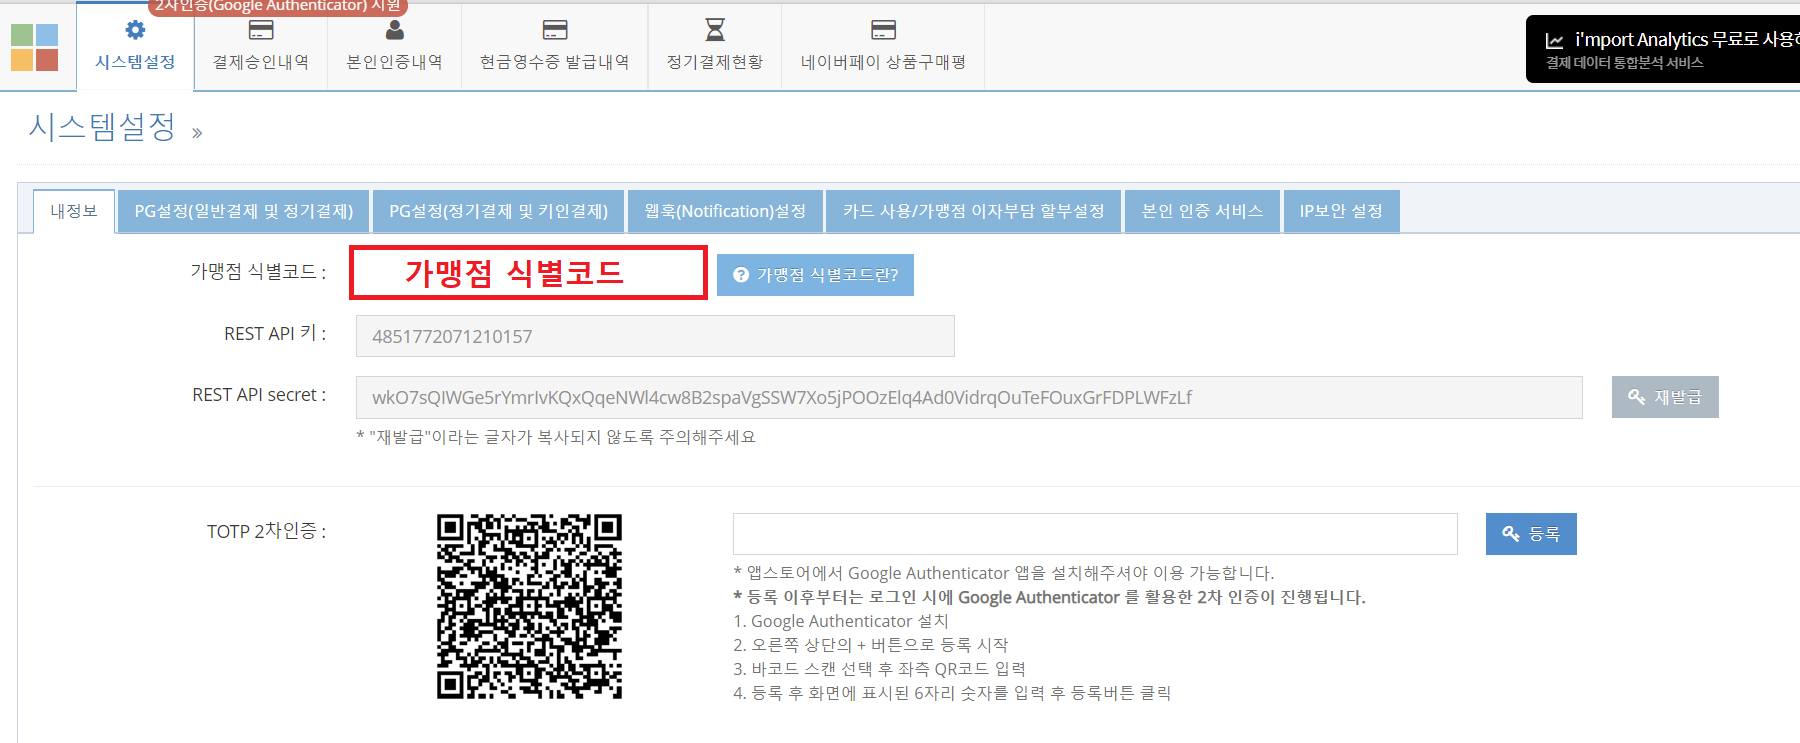 2차인증(Google Authenticator) 지원
시스템설정
결제승인내역
본인인증내역
현금영수증 발급내역
정기결제현황
네이버페이 상품구매평
i'mport Analytics 무료로 사용하
결제 데이터 통합분석 서비스
시스템설정 »
내정보
PG설정(일반결제 및 정기결제)
PG설정(정기결제 및 키인결제)
웹훅(Notification)설정
카드 사용/가맹점 이자부담 할부설정
본인 인증 서비스
IP보안 설정
가맹점 식별코드 :
가맹점 식별코드
가맹점 식별코드란?
REST API 키 :
4851772071210157
REST API secret :
wkO7sQIWGe5rYmrIvKQxQqeNWl4cw8B2spaVgSSW7Xo5jPOOzElq4Ad0VidrqOuTeFOuxGrFDPLWFzLf
재발급
* "재발급"이라는 글자가 복사되지 않도록 주의해주세요
TOTP 2차인증 :
등록
* 앱스토어에서 Google Authenticator 앱을 설치해주셔야 이용 가능합니다.
* 등록 이후부터는 로그인 시에 Google Authenticator 를 활용한 2차 인증이 진행됩니다.
1. Google Authenticator 설치
2. 오른쪽 상단의 + 버튼으로 등록 시작
3. 바코드 스캔 선택 후 좌측 QR코드 입력
4. 등록 후 화면에 표시된 6자리 숫자를 입력 후 등록버튼 클릭